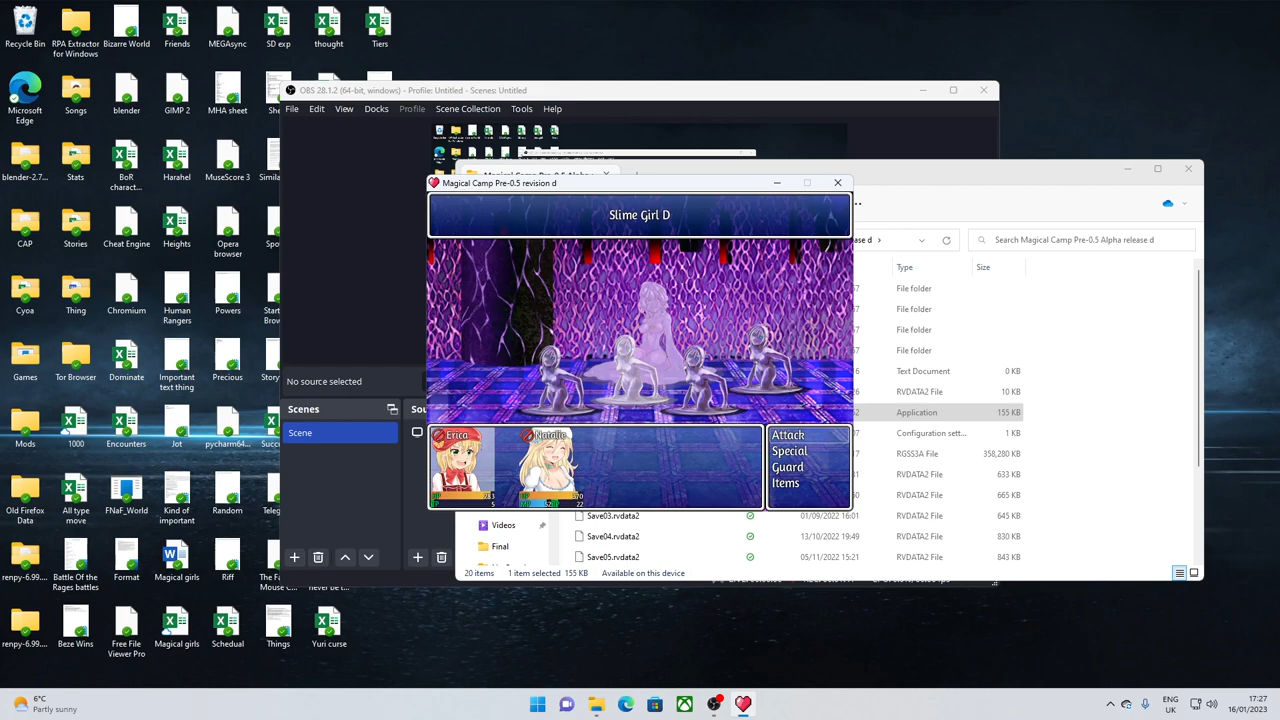 Recycle Bin
RPA Extractor for Windows
Bizarre World
Friends
MEGAsync
SD exp
thought
Tiers
Microsoft Edge
Songs
blender
GIMP 2
MHA sheet
blender-2.7...
Stats
BoR charact...
Harahel
MuseScore 3
CAP
Stories
Cheat Engine
Heights
Opera browser
Cyoa
Thing
Chromium
Human Rangers
Powers
Games
Tor Browser
Dominate
Important text thing
Precious
Mods
1000
Encounters
Jot
pycharm64...
Old Firefox Data
All type move
FNaF_World
Kind of important
Random
renpy-6.99....
Battle Of the Rages betwe...
Format
Magical girls
Riff
renpy-6.99....
Beze Wins
Free File Viewer Pro
Magical girls
Schedual
Things
Yuri curse
OBS 28.1.2 (64-bit, windows) - Profile: Untitled - Scenes: Untitled
File Edit View Docks Profile Scene Collection Tools Help
No source selected
Scenes
Scene
Magical Camp Pre-0.5 revision d
Slime Girl D
Erica
213
5
Natalie
370
22
Attack
Special
Guard
Items
Search Magical Camp Pre-0.5 Alpha release d
Type Size
File folder
File folder
File folder
File folder
Text Document 0 KB
RVDATA2 File 10 KB
Application 155 KB
Configuration sett... 1 KB
RGSS3A File 358,280 KB
RVDATA2 File 633 KB
RVDATA2 File 665 KB
Save03.rvdata2 01/09/2022 16:01 RVDATA2 File 645 KB
Save04.rvdata2 13/10/2022 19:49 RVDATA2 File 830 KB
Save05.rvdata2 05/11/2022 15:21 RVDATA2 File 843 KB
Videos
Final
20 items 1 item selected 155 KB Available on this device
6°C
Partly sunny
ENG
UK
17:27
16/01/2023